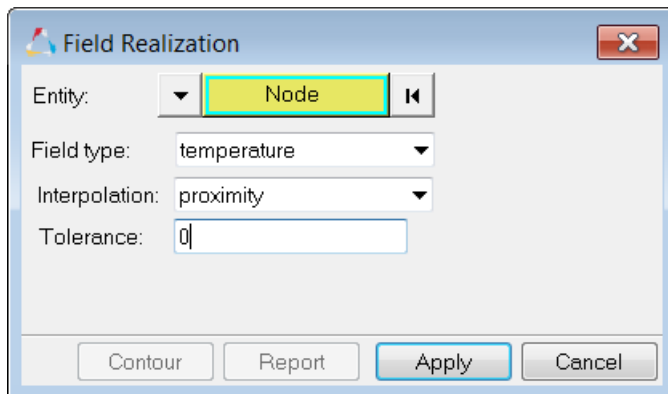 Field Realization
Entity: Node
Field type: temperature
Interpolation: proximity
Tolerance: 0
Contour Report Apply Cancel